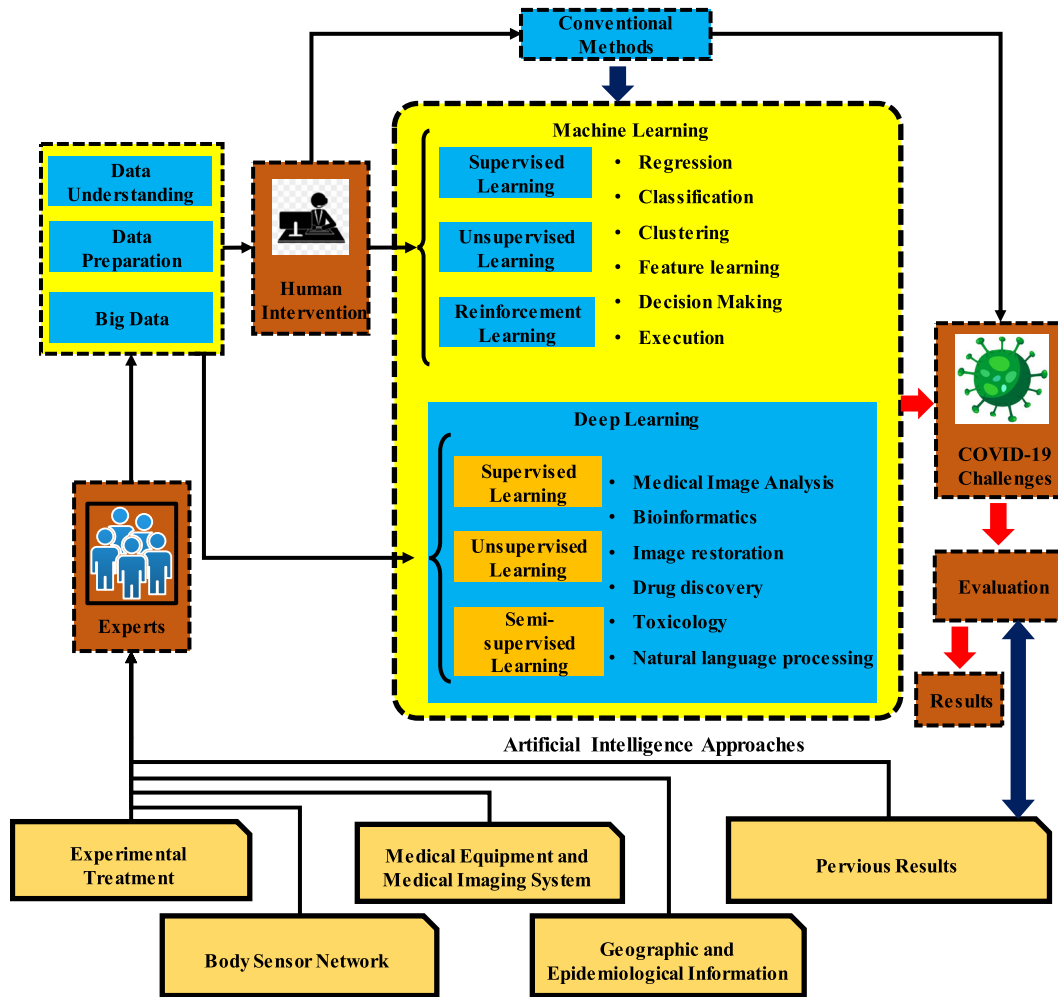 Conventional
Methods
Data
Understanding
Data
Preparation
Big Data
Human
Intervention
Machine Learning
Supervised
Learning
Unsupervised
Learning
Reinforcement
Learning
• Regression
• Classification
• Clustering
• Feature learning
• Decision Making
• Execution
Deep Learning
Supervised
Learning
Unsupervised
Learning
Semi-
supervised
Learning
• Medical Image Analysis
• Bioinformatics
• Image restoration
• Drug discovery
• Toxicology
• Natural language processing
COVID-19
Challenges
Evaluation
Results
Experts
Artificial Intelligence Approaches
Experimental
Treatment
Medical Equipment and
Medical Imaging System
Pervious Results
Body Sensor Network
Geographic and
Epidemiological Information